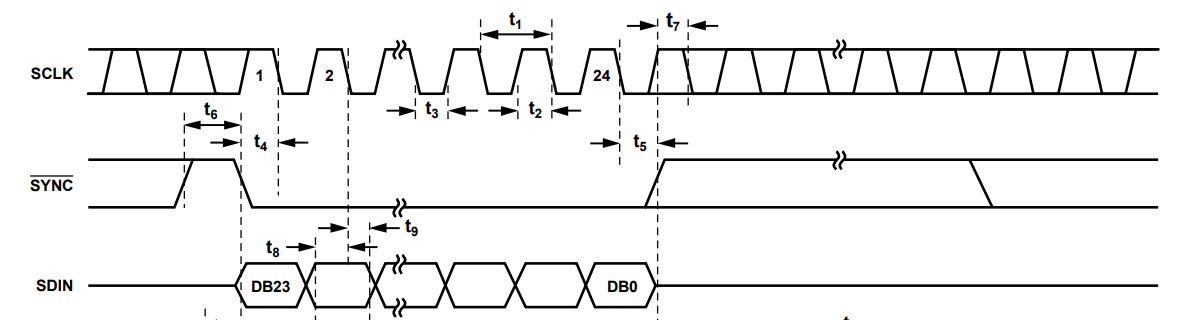 t1
t7
SCLK
1
2
24
t3
t2
t6
t4
t5
SYNC
t9
t8
SDIN
DB23
DB0